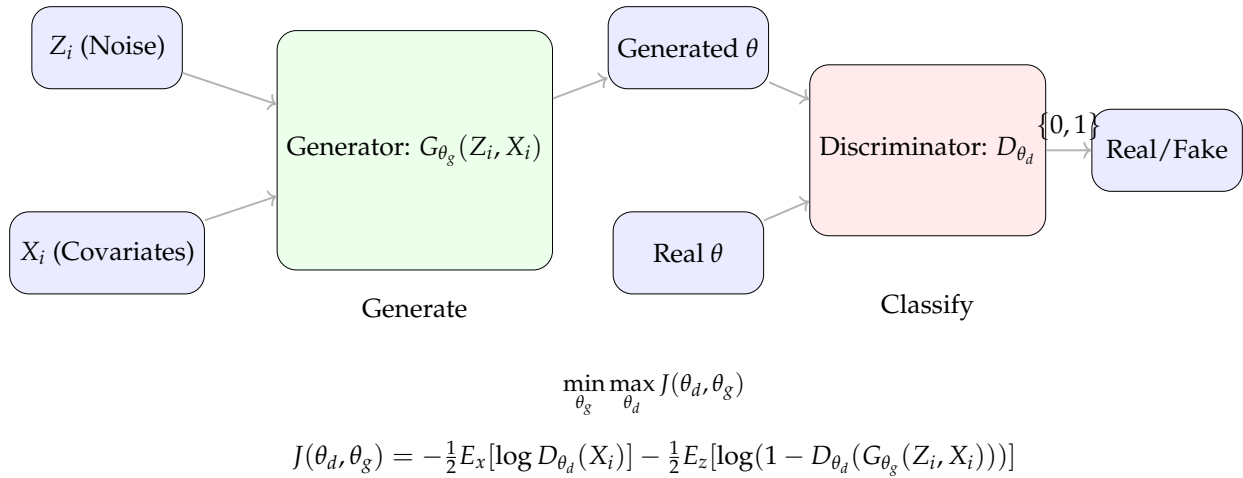 Z_i (Noise)
X_i (Covariates)
Generator: G_{θ_g}(Z_i, X_i)
Generate
Generated θ
Real θ
Discriminator: D_{θ_d}
Classify
{0, 1}
Real/Fake
min_{θ_g} max_{θ_d} J(θ_d, θ_g)
J(θ_d, θ_g) = −½E_x[log D_{θ_d}(X_i)] − ½E_z[log(1 − D_{θ_d}(G_{θ_g}(Z_i, X_i)))]